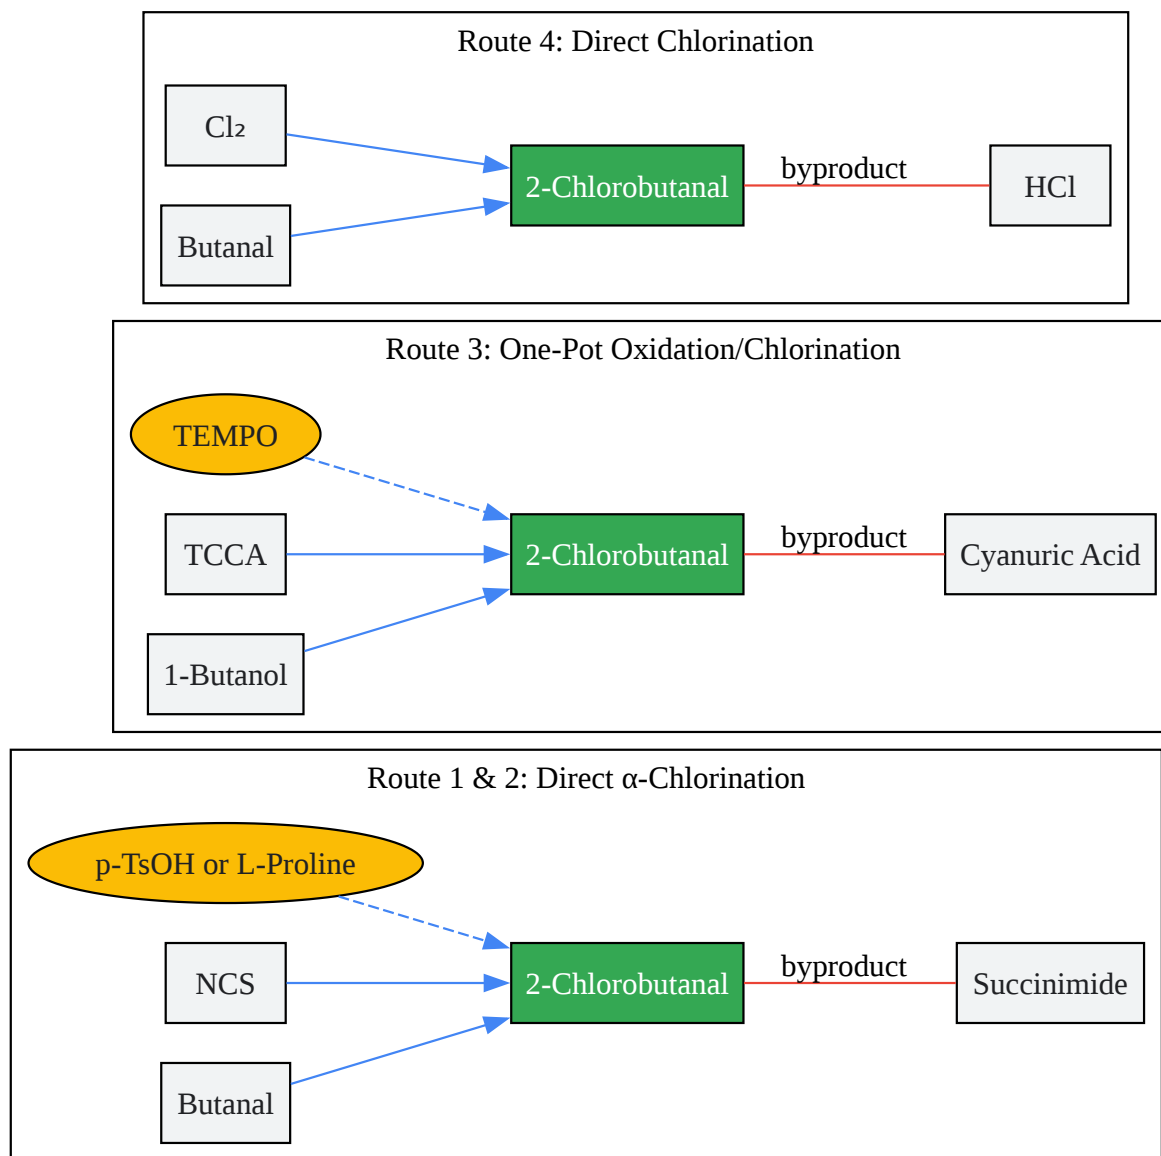 Route 4: Direct Chlorination
Cl₂
Butanal
2-Chlorobutanal
byproduct
HCl
Route 3: One-Pot Oxidation/Chlorination
TEMPO
TCCA
1-Butanol
2-Chlorobutanal
byproduct
Cyanuric Acid
Route 1 & 2: Direct α-Chlorination
p-TsOH or L-Proline
NCS
Butanal
2-Chlorobutanal
byproduct
Succinimide